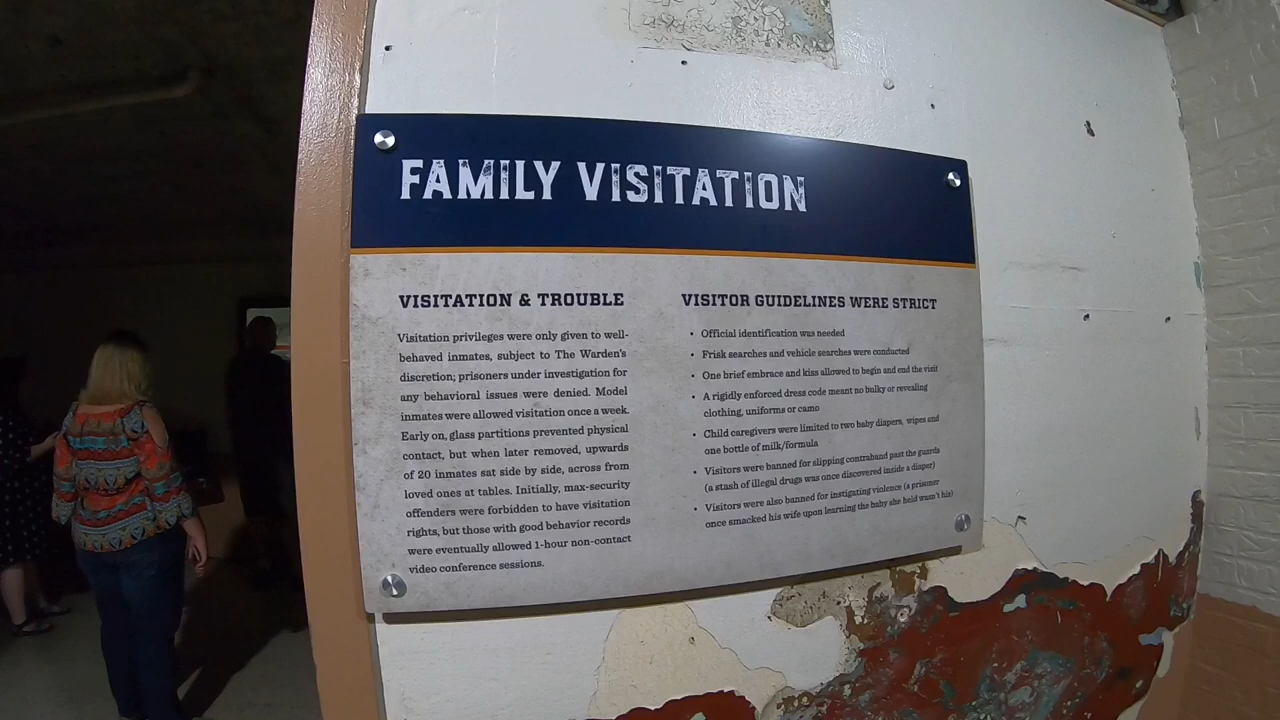 FAMILY VISITATION
VISITATION & TROUBLE
Visitation privileges were only given to well-
behaved inmates, subject to The Warden's
discretion; prisoners under investigation for
any behavioral issues were denied. Model
inmates were allowed visitation once a week.
Early on, glass partitions prevented physical
contact, but when later removed, upwards
of 20 inmates sat side by side, across from
loved ones at tables. Initially, max-security
offenders were forbidden to have visitation
rights, but those with good behavior records
were eventually allowed 1-hour non-contact
video conference sessions.
VISITOR GUIDELINES WERE STRICT
• Official identification was needed
• Frisk searches and vehicle searches were conducted
• One brief embrace and kiss allowed to begin and end the visit
• A rigidly enforced dress code meant no bulky or revealing
clothing, uniforms or camo
• Child caregivers were limited to two baby diapers, wipes and
one bottle of milk/formula
• Visitors were banned for slipping contraband past the guards
(a stash of illegal drugs was once discovered inside a diaper)
• Visitors were also banned for instigating violence (a prisoner
once smacked his wife upon learning the baby she held wasn't his)